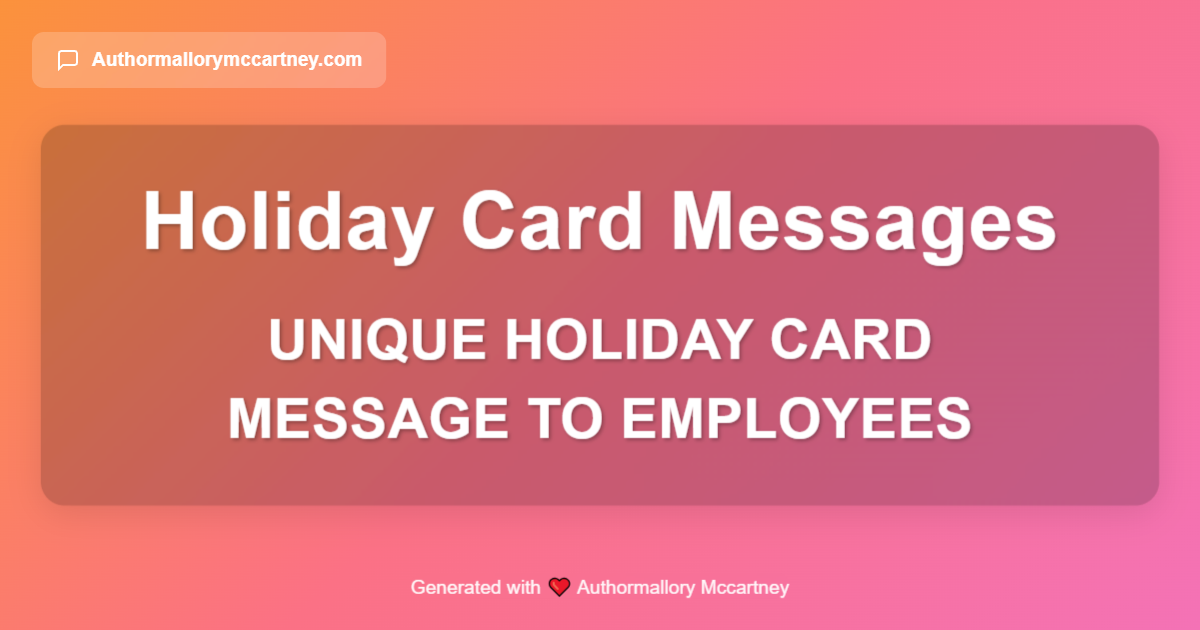 Authormallorymccartney.com
Holiday Card Messages
UNIQUE HOLIDAY CARD
MESSAGE TO EMPLOYEES
Generated with ❤️ Authormallory Mccartney